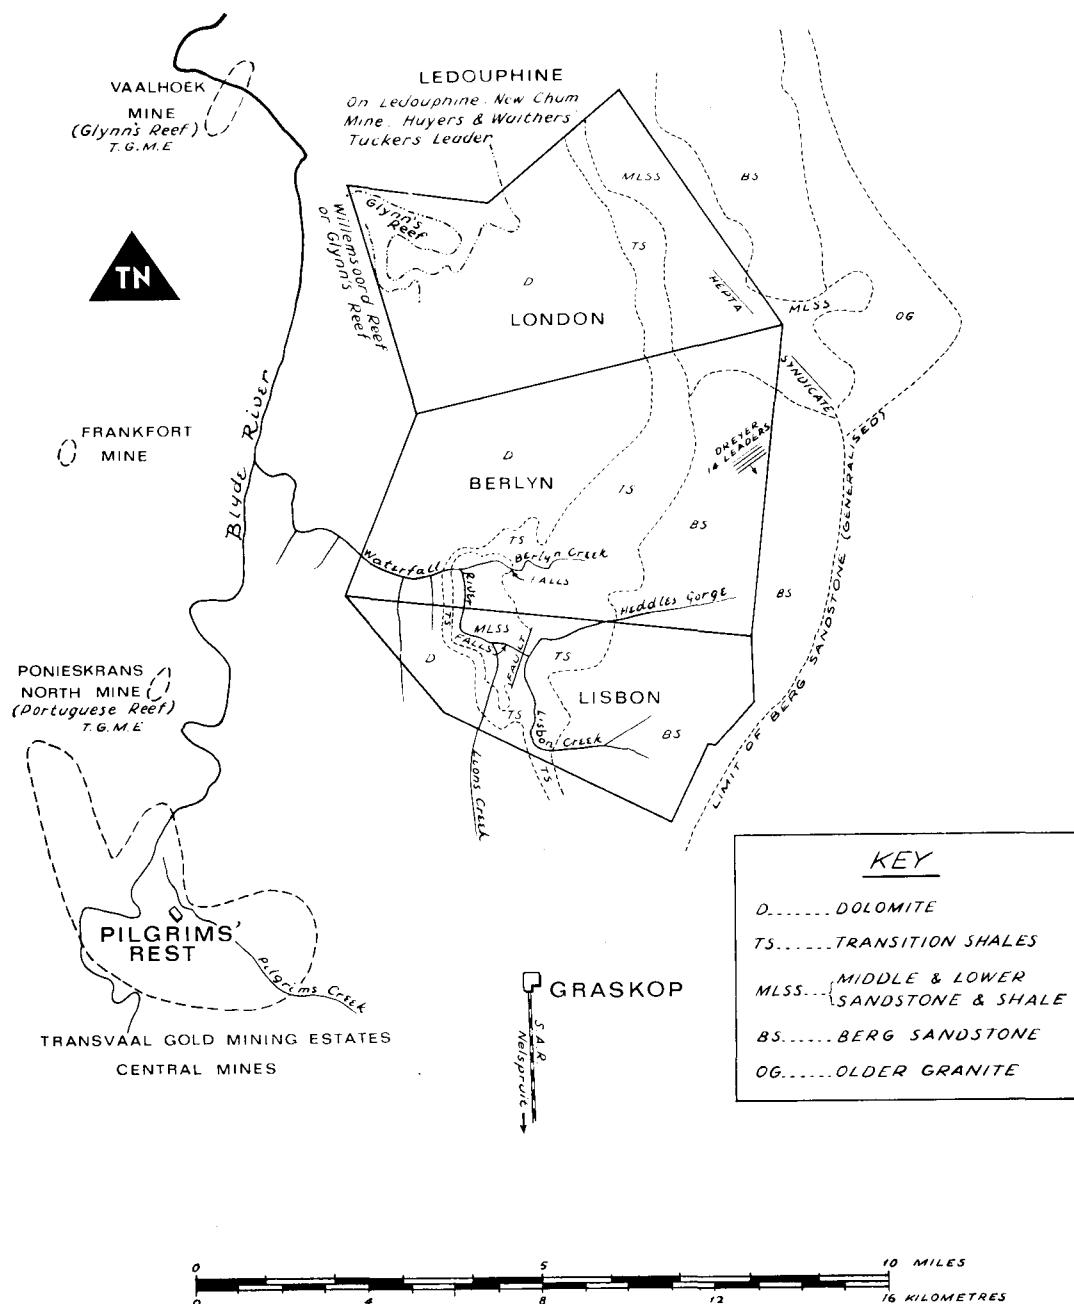 VAALHOEK
MINE
(Glynn's Reef)
T.G.M.E
LEDOUPHINE
On Ledouphine. New Chum
Mine. Huyers & Waithers
Tuckers Leader
Glynn's
Reef
Willemsoord Reef
or Glynn's Reef
MLSS
BS
TS
D
HEPTA
MLSS
OG
LONDON
TN
SYNDICATE
Blyde River
FRANKFORT
MINE
DREYER
14 LEADERS
D
BERLYN
TS
BS
LIMIT OF BERG SANDSTONE (GENERALISED)
TS
Waterfall
River
Berlyn Creek
FALLS
Heddles Gorge
BS
TS
MLSS
FALLS
FAULT
D
TS
LISBON
PONIESKRANS
NORTH MINE
(Portuguese Reef)
T.G.M.E
TS
Lisbon Creek
BS
TS
Lions Creek
PILGRIMS'
REST
Pilgrims Creek
TRANSVAAL GOLD MINING ESTATES
CENTRAL MINES
GRASKOP
S.A.R.
Nelspruit
KEY
D....... DOLOMITE
TS...... TRANSITION SHALES
MLSS...{MIDDLE & LOWER
SANDSTONE & SHALE
BS...... BERG SANDSTONE
OG...... OLDER GRANITE
0 5 10 MILES
0 4 8 12 16 KILOMETRES